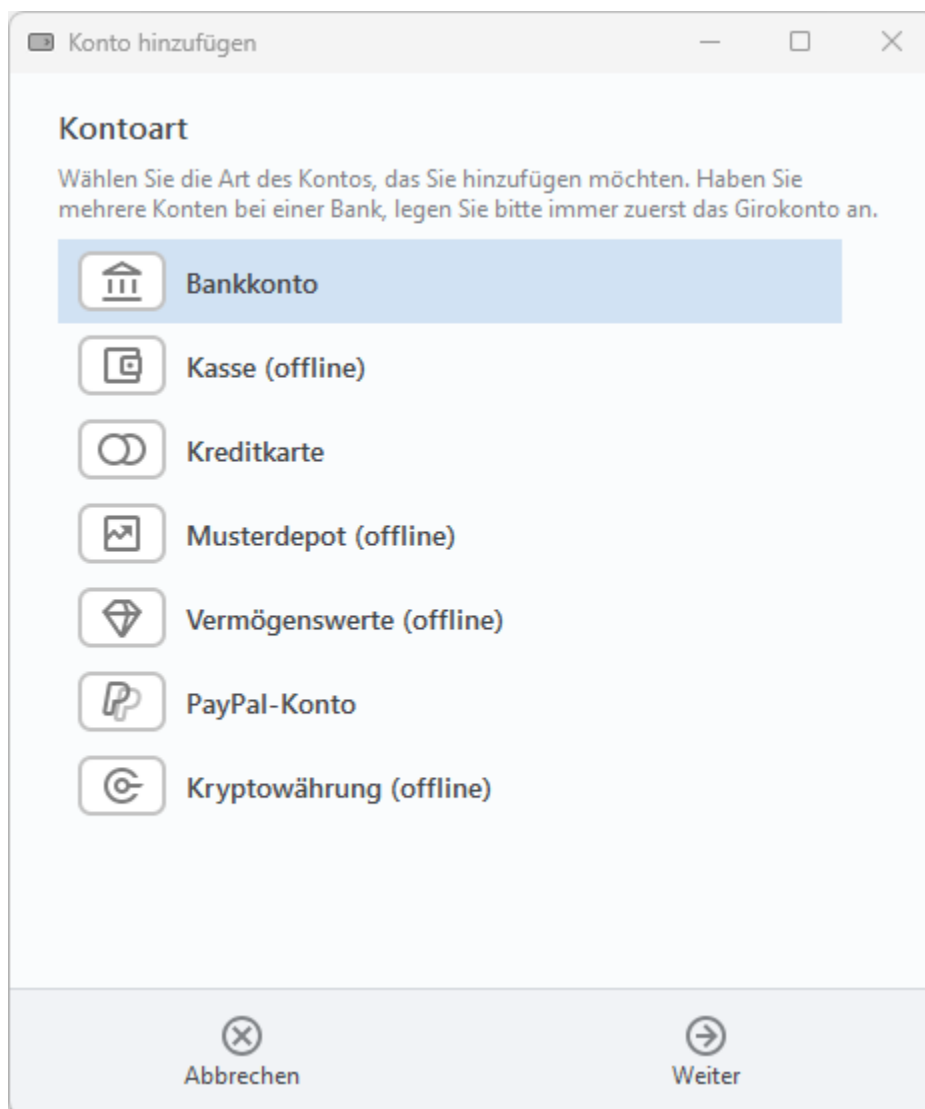 Konto hinzufügen
Kontoart
Wählen Sie die Art des Kontos, das Sie hinzufügen möchten. Haben Sie
mehrere Konten bei einer Bank, legen Sie bitte immer zuerst das Girokonto an.
Bankkonto
Kasse (offline)
Kreditkarte
Musterdepot (offline)
Vermögenswerte (offline)
PayPal-Konto
Kryptowährung (offline)
Abbrechen
Weiter